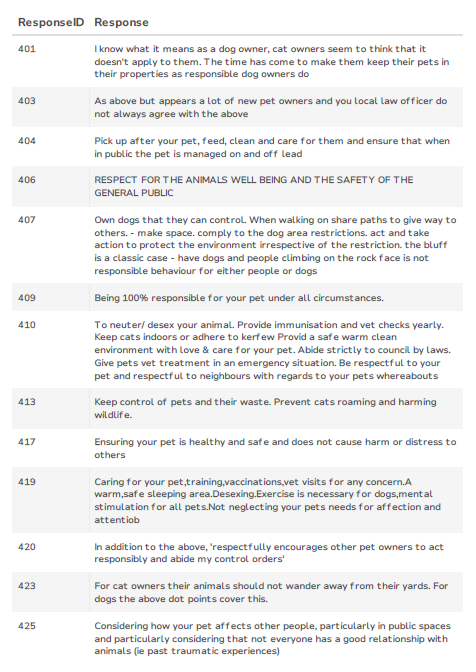 ResponseID Response
401 I know what it means as a dog owner, cat owners seem to think that it
doesn't apply to them. The time has come to make them keep their pets in
their properties as responsible dog owners do
403 As above but appears a lot of new pet owners and you local law officer do
not always agree with the above
404 Pick up after your pet, feed, clean and care for them and ensure that when
in public the pet is managed on and off lead
406 RESPECT FOR THE ANIMALS WELL BEING AND THE SAFETY OF THE
GENERAL PUBLIC
407 Own dogs that they can control. When walking on share paths to give way to
others. - make space. comply to the dog area restrictions. act and take
action to protect the environment irrespective of the restriction. the bluff
is a classic case - have dogs and people climbing on the rock face is not
responsible behaviour for either people or dogs
409 Being 100% responsible for your pet under all circumstances.
410 To neuter/ desex your animal. Provide immunisation and vet checks yearly.
Keep cats indoors or adhere to kerfew Provid a safe warm clean
environment with love & care for your pet. Abide strictly to council by laws.
Give pets vet treatment in an emergency situation. Be respectful to your
pet and respectful to neighbours with regards to your pets whereabouts
413 Keep control of pets and their waste. Prevent cats roaming and harming
wildlife.
417 Ensuring your pet is healthy and safe and does not cause harm or distress to
others
419 Caring for your pet,training,vaccinations,vet visits for any concern.A
warm,safe sleeping area.Desexing.Exercise is necessary for dogs,mental
stimulation for all pets.Not neglecting your pets needs for affection and
attentiob
420 In addition to the above, 'respectfully encourages other pet owners to act
responsibly and abide my control orders'
423 For cat owners their animals should not wander away from their yards. For
dogs the above dot points cover this.
425 Considering how your pet affects other people, particularly in public spaces
and particularly considering that not everyone has a good relationship with
animals (ie past traumatic experiences)